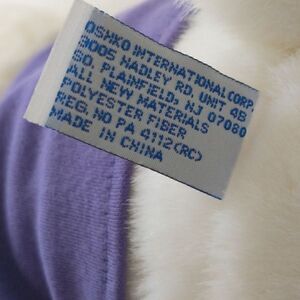 OSHKO INTERNATIONAL CORP
3005 HADLEY RD. UNIT 4B
SO. PLAINFIELD, NJ 07080
ALL NEW MATERIALS
POLYESTER FIBER
REG. NO PA 4112 (RC)
MADE IN CHINA